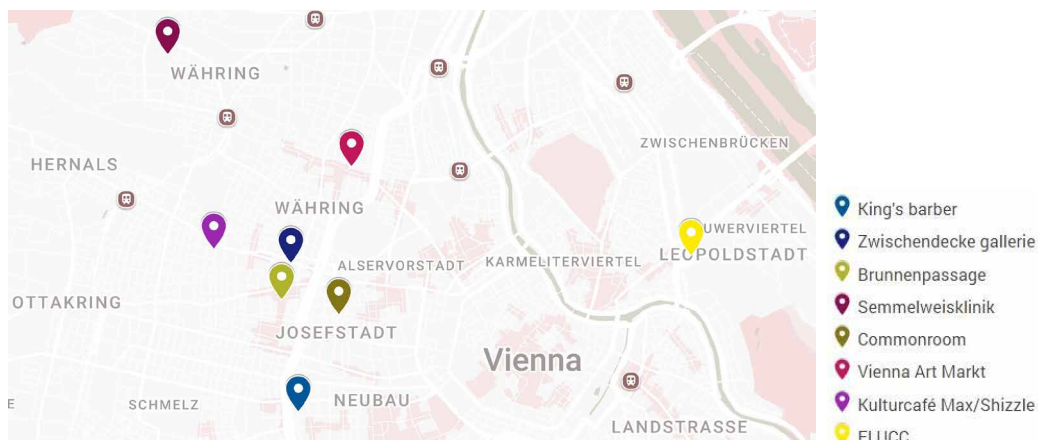 WÄHRING
ZWISCHENBRÜCKEN
HERNALS
WÄHRING
UWERVIERTEL
LEOPOLDSTADT
ALSERVORSTADT
KARMELITERVIERTEL
OTTAKRING
JOSEFSTADT
Vienna
E
SCHMELZ
NEUBAU
LANDSTRASSE
King's barber
Zwischendecke gallerie
Brunnenpassage
Semmelweisklinik
Commonroom
Vienna Art Markt
Kulturcafé Max/Shizzle
FLUCC